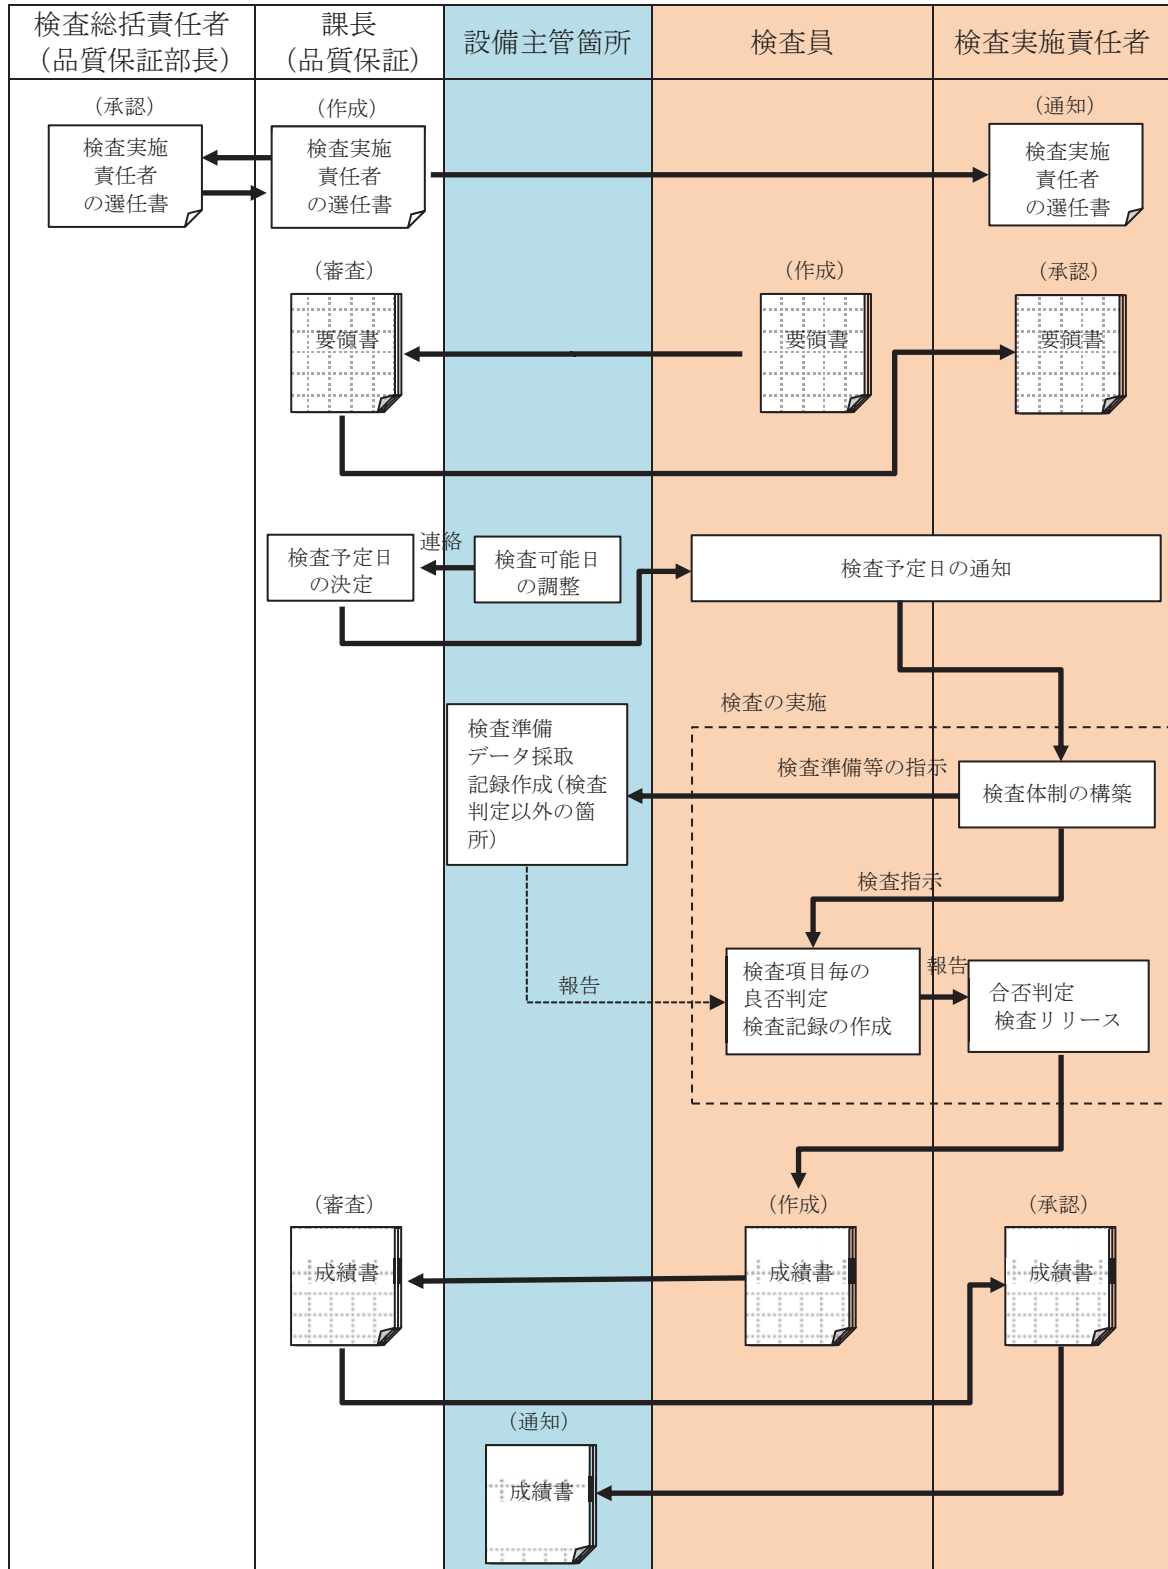 検査総括責任者
（品質保証部長）
課長
（品質保証）
設備主管箇所
検査員
検査実施責任者
（承認）
検査実施
責任者
の選任書
（作成）
検査実施
責任者
の選任書
（通知）
検査実施
責任者
の選任書
（審査）
要領書
（作成）
要領書
（承認）
要領書
検査予定日
の決定
連絡
検査可能日
の調整
検査予定日の通知
検査の実施
検査準備
データ採取
記録作成（検査
判定以外の箇
所）
検査準備等の指示
検査体制の構築
検査指示
報告
検査項目毎の
良否判定
検査記録の作成
報告
合否判定
検査リリース
（審査）
成績書
（作成）
成績書
（承認）
成績書
（通知）
成績書